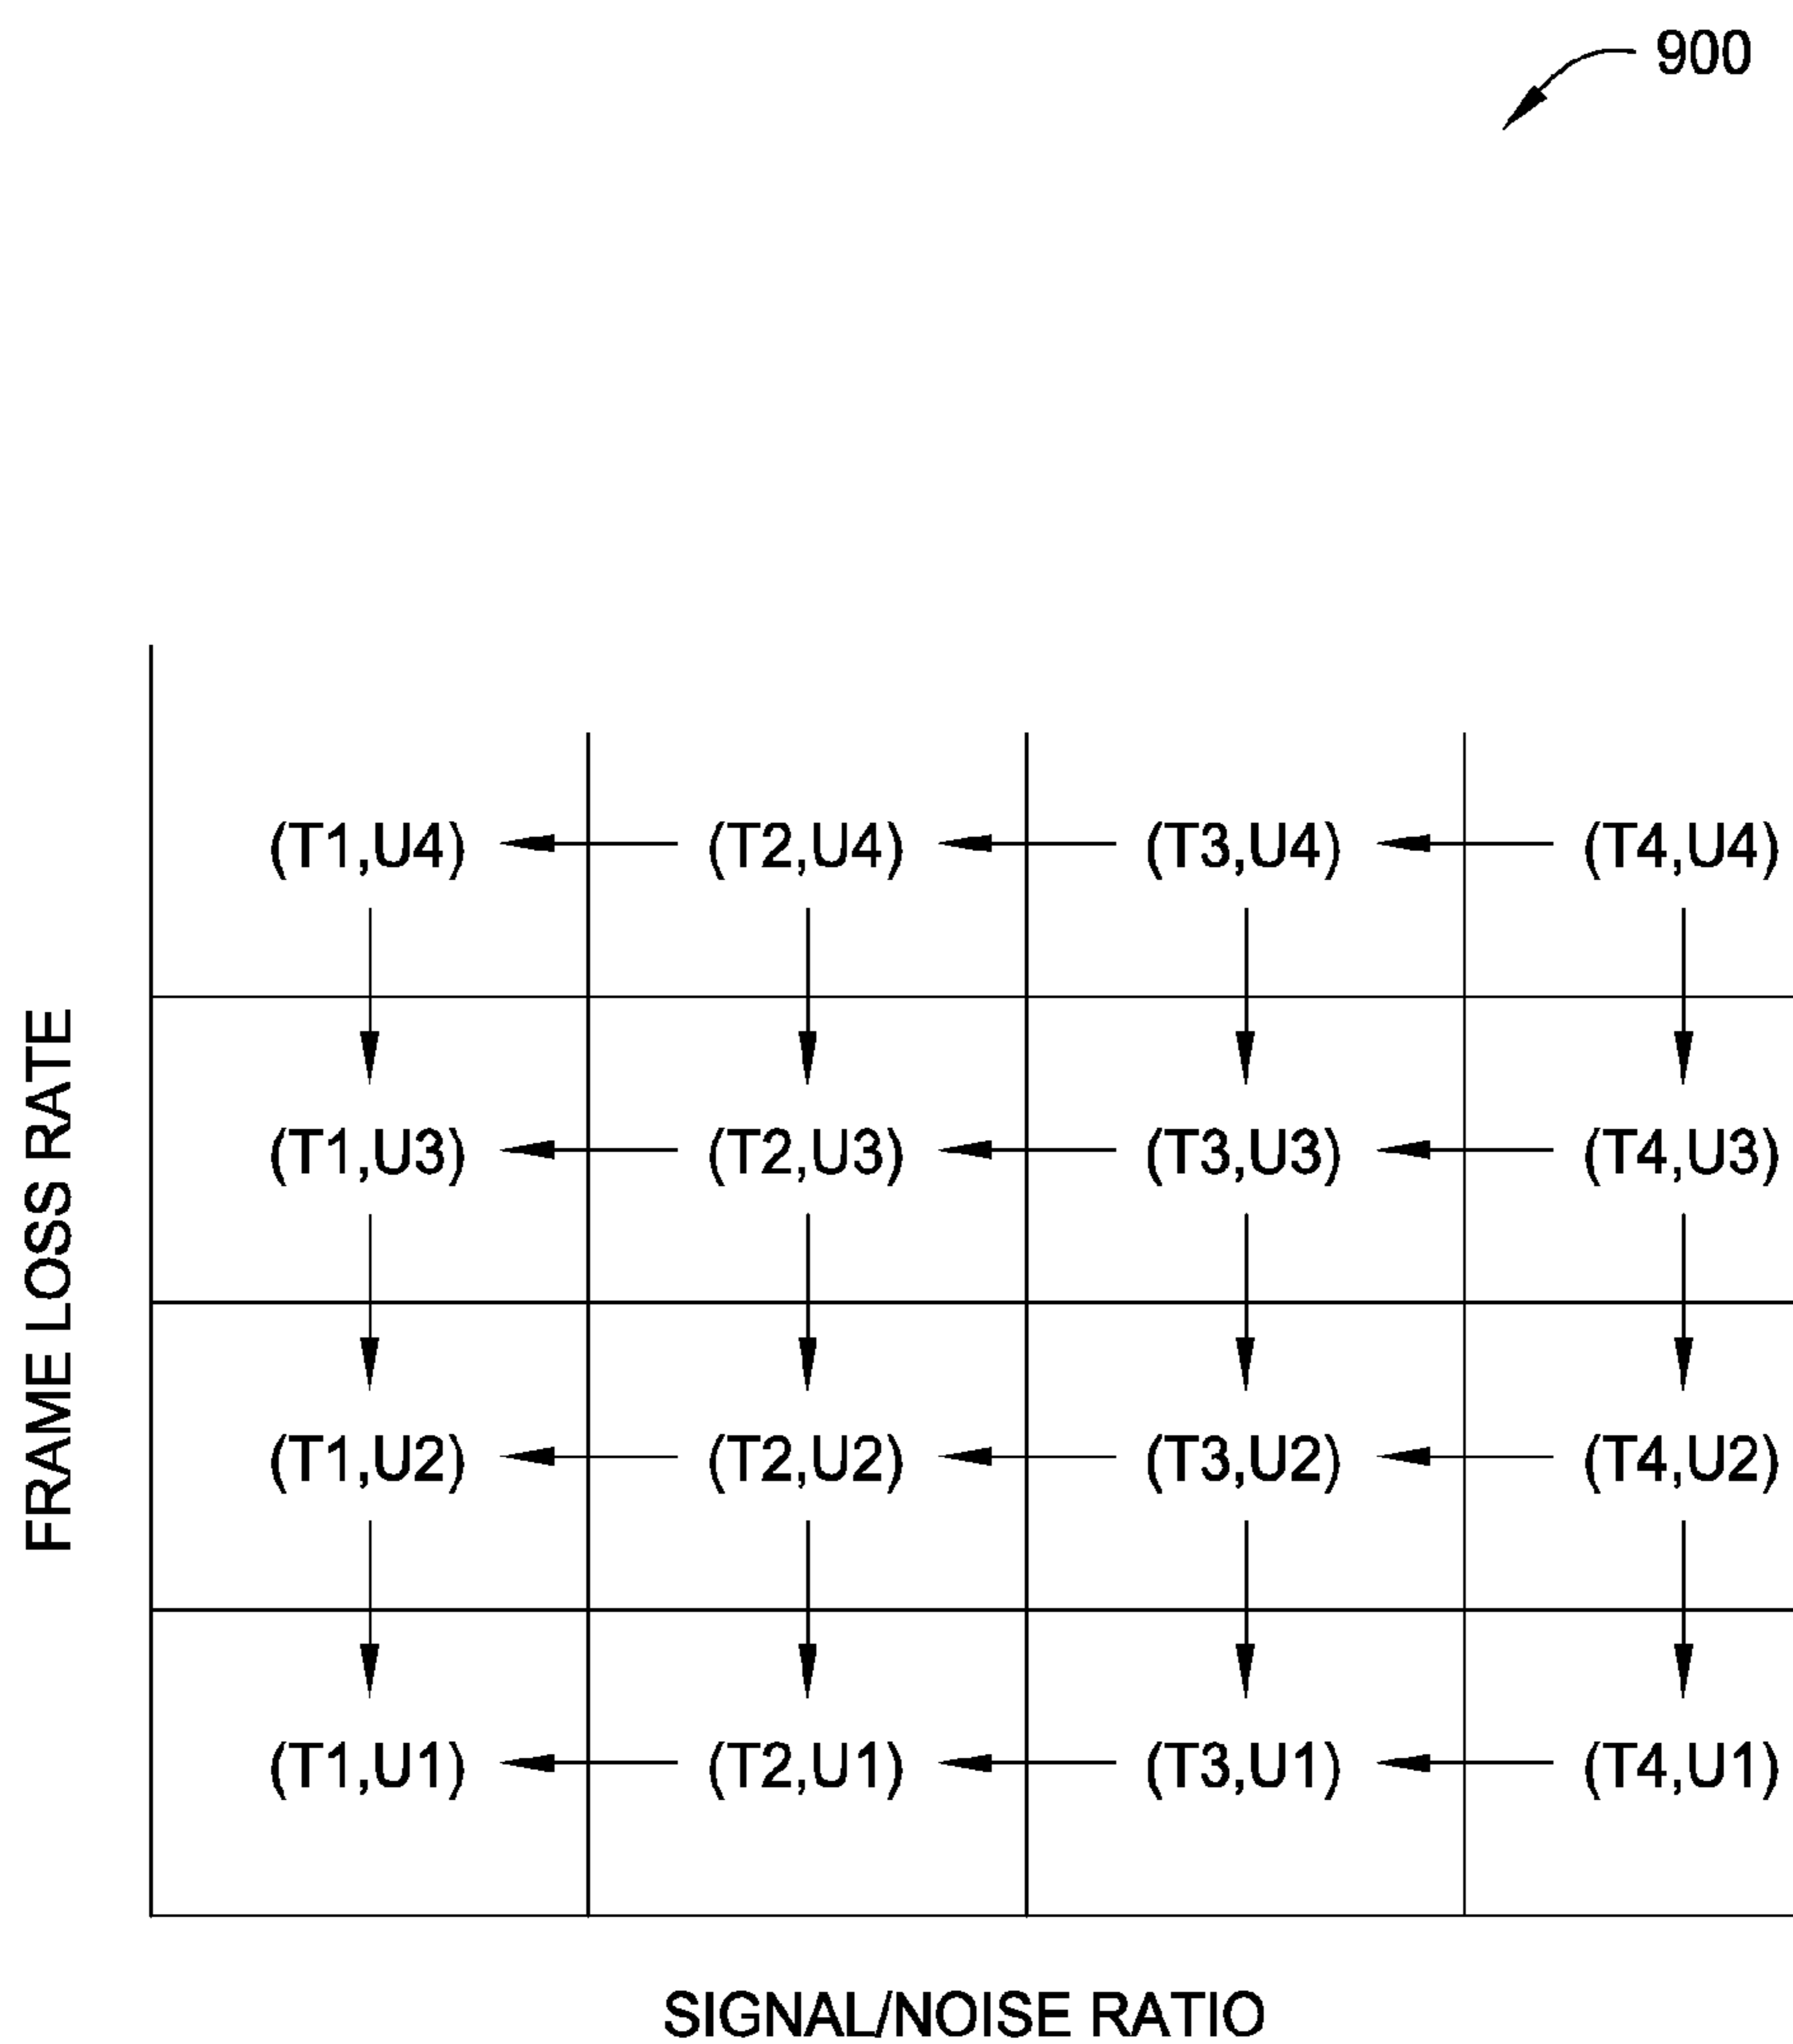 900
(T1,U4) (T2,U4) (T3,U4) (T4,U4)
(T1,U3) (T2,U3) (T3,U3) (T4,U3)
(T1,U2) (T2,U2) (T3,U2) (T4,U2)
(T1,U1) (T2,U1) (T3,U1) (T4,U1)
FRAME LOSS RATE
SIGNAL/NOISE RATIO